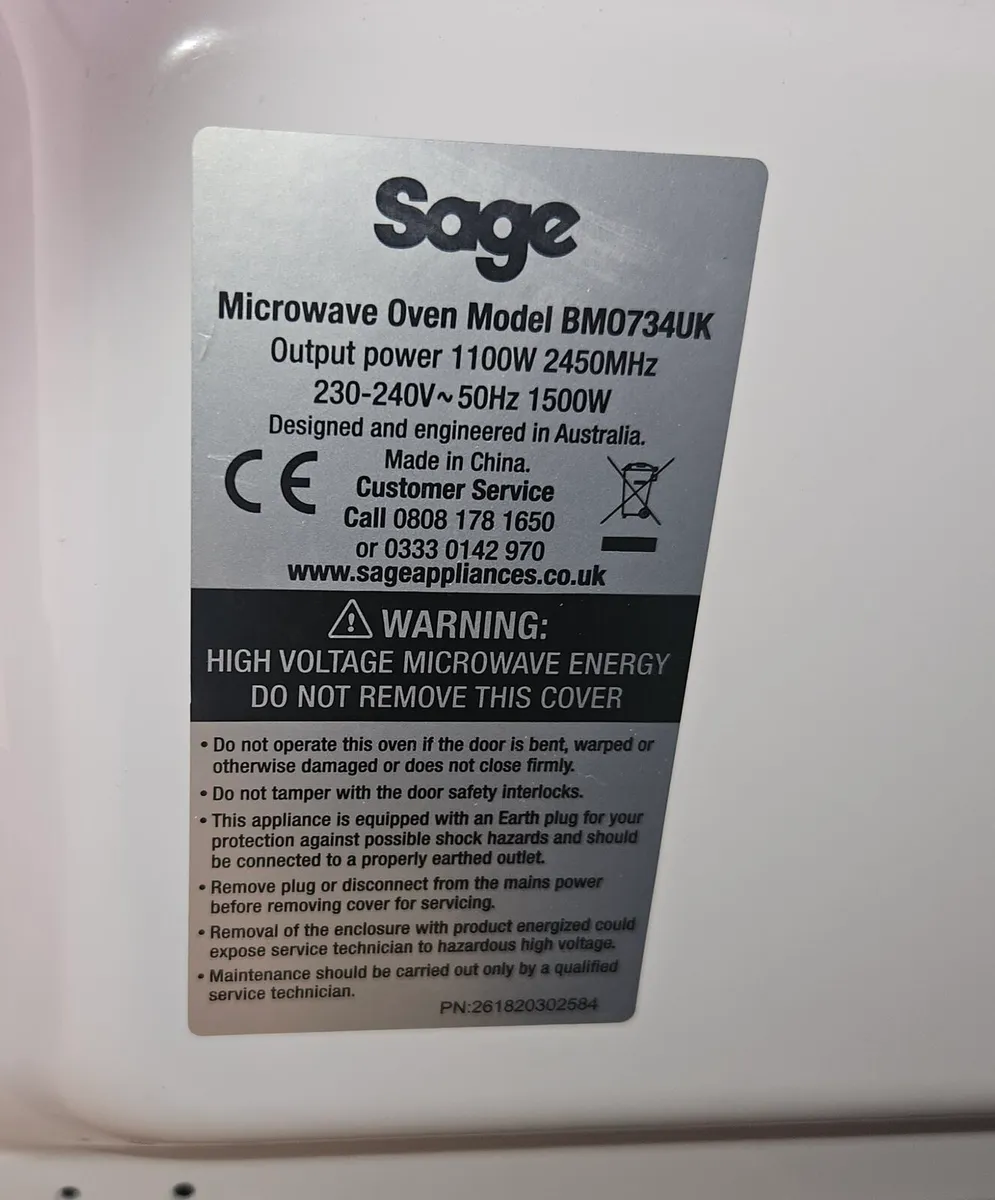 Sage
Microwave Oven Model BMO734UK
Output power 1100W 2450MHz
230-240V~50Hz 1500W
Designed and engineered in Australia.
Made in China.
CE
Customer Service
Call 0808 178 1650
or 0333 0142 970
www.sageappliances.co.uk
WARNING:
HIGH VOLTAGE MICROWAVE ENERGY
DO NOT REMOVE THIS COVER
• Do not operate this oven if the door is bent, warped or
otherwise damaged or does not close firmly.
• Do not tamper with the door safety interlocks.
• This appliance is equipped with an Earth plug for your
protection against possible shock hazards and should
be connected to a properly earthed outlet.
• Remove plug or disconnect from the mains power
before removing cover for servicing.
• Removal of the enclosure with product energized could
expose service technician to hazardous high voltage.
• Maintenance should be carried out only by a qualified
service technician.
PN:261820302584